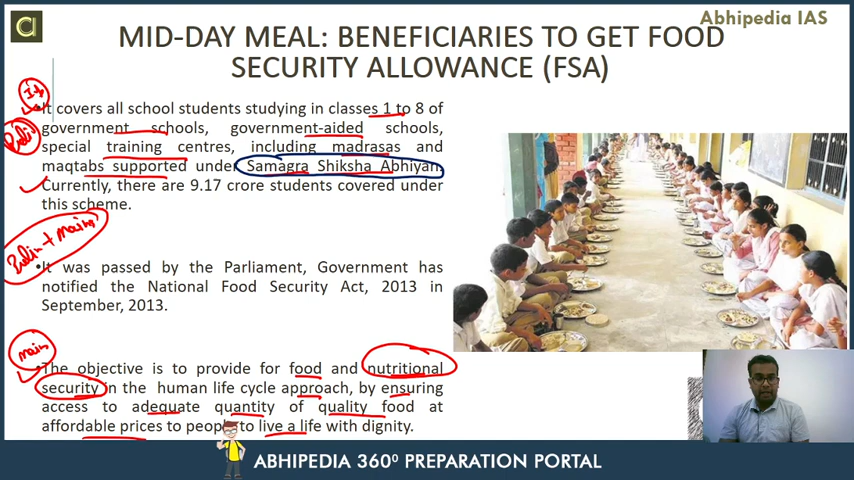 Abhipedia IAS
MID-DAY MEAL: BENEFICIARIES TO GET FOOD
SECURITY ALLOWANCE (FSA)
It covers all school students studying in classes 1 to 8 of
government schools, government-aided schools,
special training centres, including madrasas and
maqtabs supported under Samagra Shiksha Abhiyan.
Currently, there are 9.17 crore students covered under
this scheme.
Prelim + mains
• It was passed by the Parliament, Government has
notified the National Food Security Act, 2013 in
September, 2013.
main
The objective is to provide for food and nutritional
security in the human life cycle approach, by ensuring
access to adequate quantity of quality food at
affordable prices to people to live a life with dignity.
ABHIPEDIA 360⁰ PREPARATION PORTAL